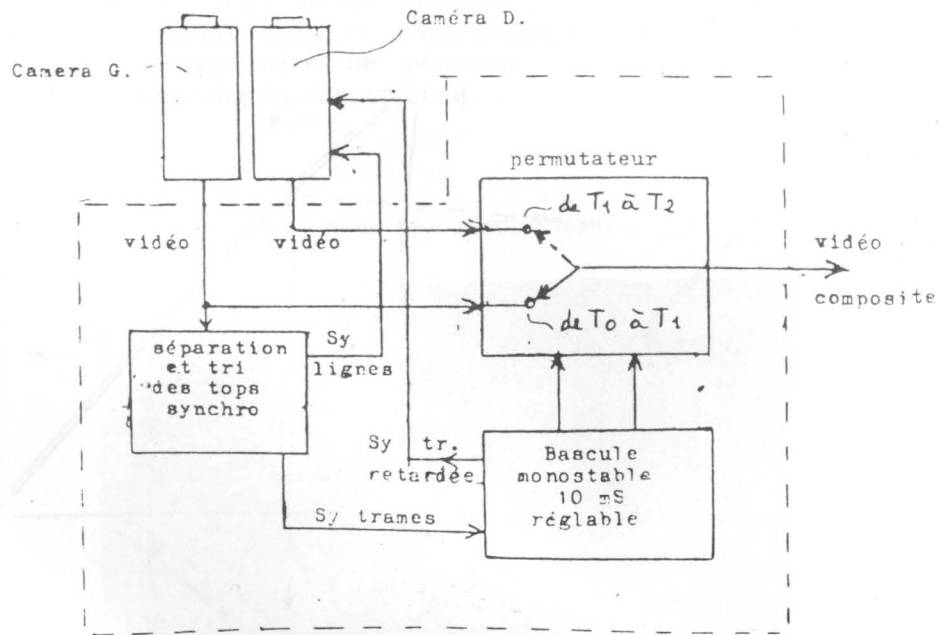 Caméra D.
Camera G.
permutateur
de T1 à T2
vidéo
vidéo
vidéo
composite
de T0 à T1
séparation
et tri
des tops
synchro
Sy
lignes
Sy tr.
retardée
Bascule
monostable
10 mS
réglable
Sy trames